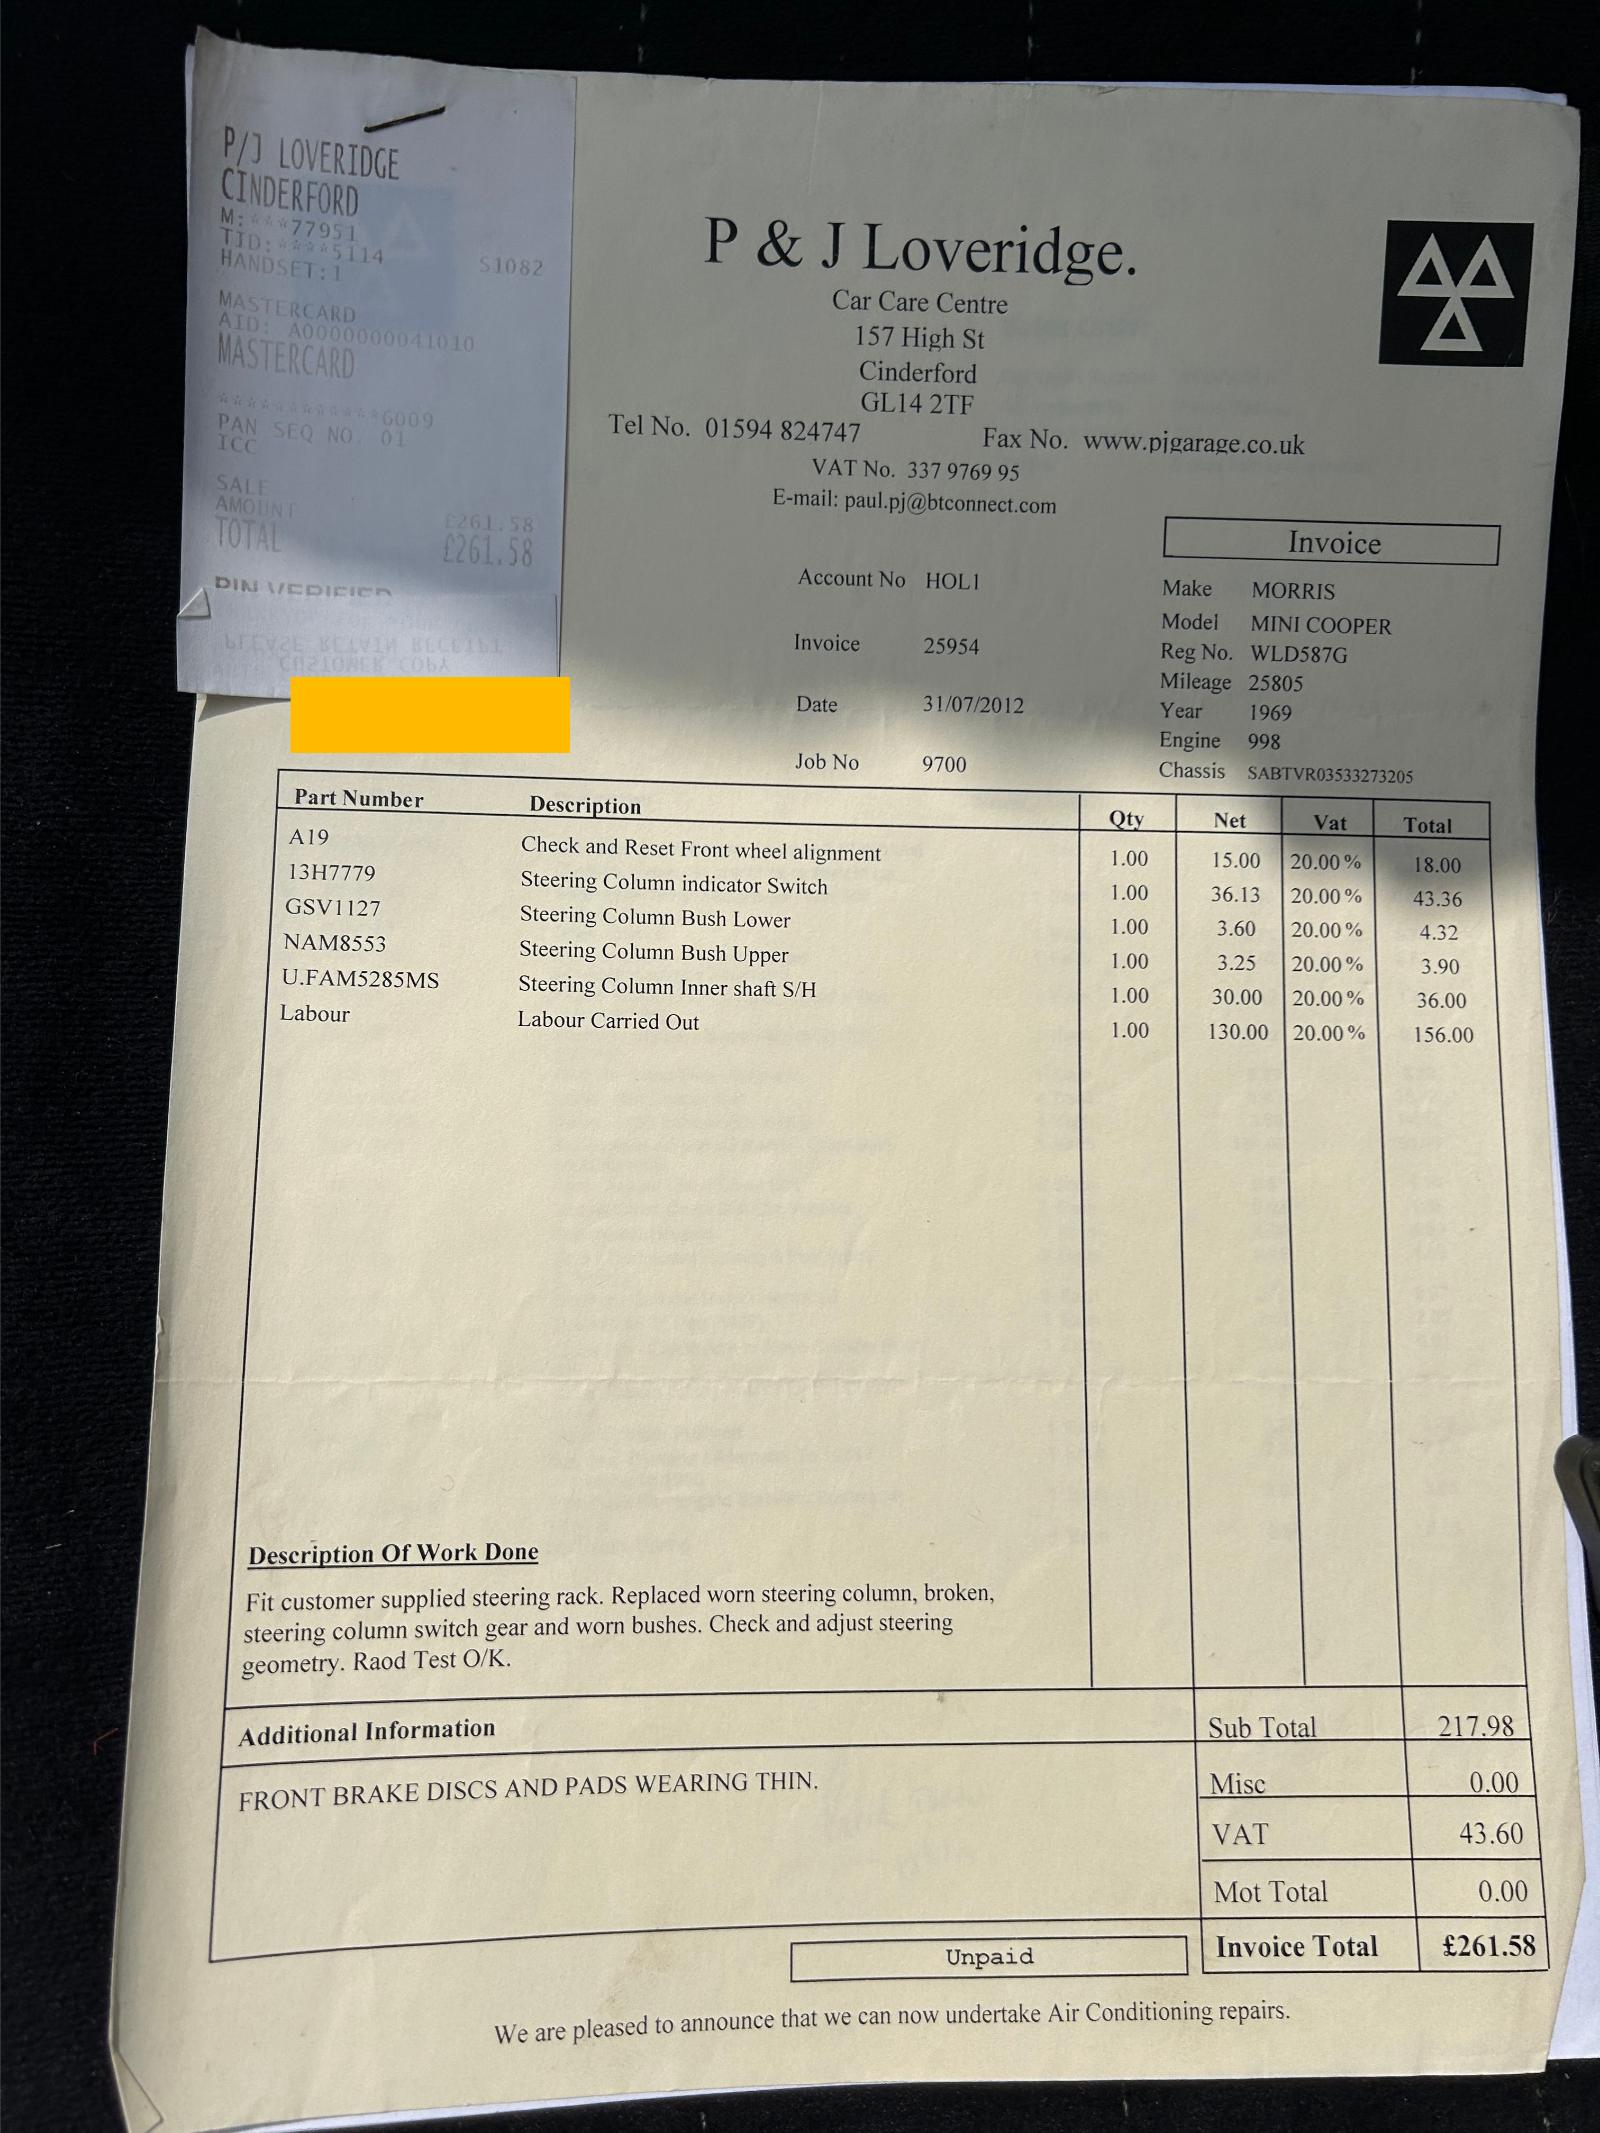 P/J LOVERIDGE
CINDERFORD
M:***77951
TID:****5114
HANDSET:1 S1082
MASTERCARD
AID: A0000000041010
MASTERCARD
************6009
PAN SEQ NO. 01
ICC
SALE
AMOUNT £261.58
TOTAL £261.58
PIN VERIFIED
PLEASE RETAIN RECEIPT
CUSTOMER COPY
P & J Loveridge.
Car Care Centre
157 High St
Cinderford
GL14 2TF
Tel No. 01594 824747 Fax No. www.pjgarage.co.uk
VAT No. 337 9769 95
E-mail: paul.pj@btconnect.com
Invoice
Account No HOL1
Invoice 25954
Date 31/07/2012
Job No 9700
Make MORRIS
Model MINI COOPER
Reg No. WLD587G
Mileage 25805
Year 1969
Engine 998
Chassis SABTVR03533273205
Part Number Description Qty Net Vat Total
A19 Check and Reset Front wheel alignment 1.00 15.00 20.00% 18.00
13H7779 Steering Column indicator Switch 1.00 36.13 20.00% 43.36
GSV1127 Steering Column Bush Lower 1.00 3.60 20.00% 4.32
NAM8553 Steering Column Bush Upper 1.00 3.25 20.00% 3.90
U.FAM5285MS Steering Column Inner shaft S/H 1.00 30.00 20.00% 36.00
Labour Labour Carried Out 1.00 130.00 20.00% 156.00
Description Of Work Done
Fit customer supplied steering rack. Replaced worn steering column, broken,
steering column switch gear and worn bushes. Check and adjust steering
geometry. Raod Test O/K.
Additional Information
FRONT BRAKE DISCS AND PADS WEARING THIN.
Sub Total 217.98
Misc 0.00
VAT 43.60
Mot Total 0.00
Invoice Total £261.58
Unpaid
We are pleased to announce that we can now undertake Air Conditioning repairs.